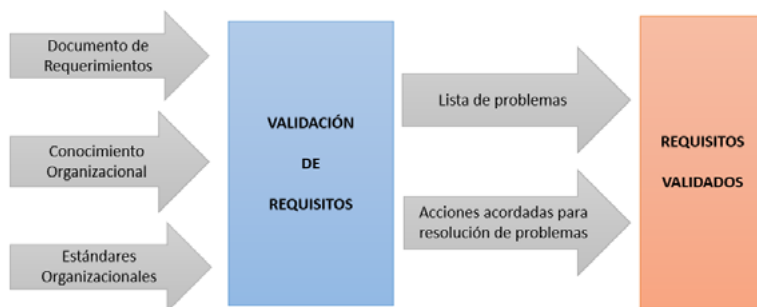 Documento de
Requerimientos
Conocimiento
Organizacional
Estándares
Organizacionales
VALIDACIÓN
DE
REQUISITOS
Lista de problemas
Acciones acordadas para
resolución de problemas
REQUISITOS
VALIDADOS